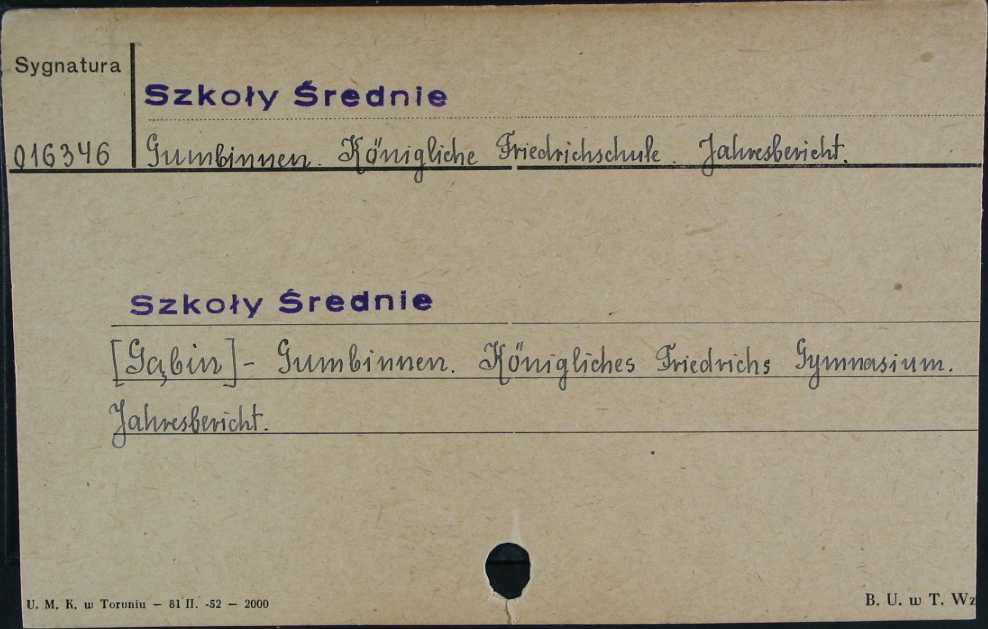 Sygnatura
Szkoły Średnie
016346 Gumbinnen. Königliche Friedrichschule. Jahresbericht.
Szkoły Średnie
[Gąbin] - Gumbinnen. Königliches Friedrichs Gymnasium.
Jahresbericht.
U. M. K. w Toruniu — 81 II. -52 — 2000
B. U. w T. Wz